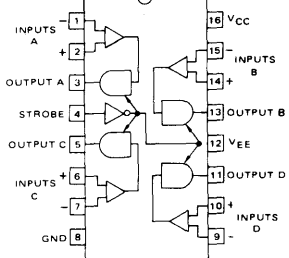 INPUTS A − 1 16 VCC
+ 2 15 − INPUTS B
OUTPUT A 3 14 +
STROBE 4 13 OUTPUT B
OUTPUT C 5 12 VEE
INPUTS C + 6 11 OUTPUT D
− 7 10 + INPUTS D
GND 8 9 −